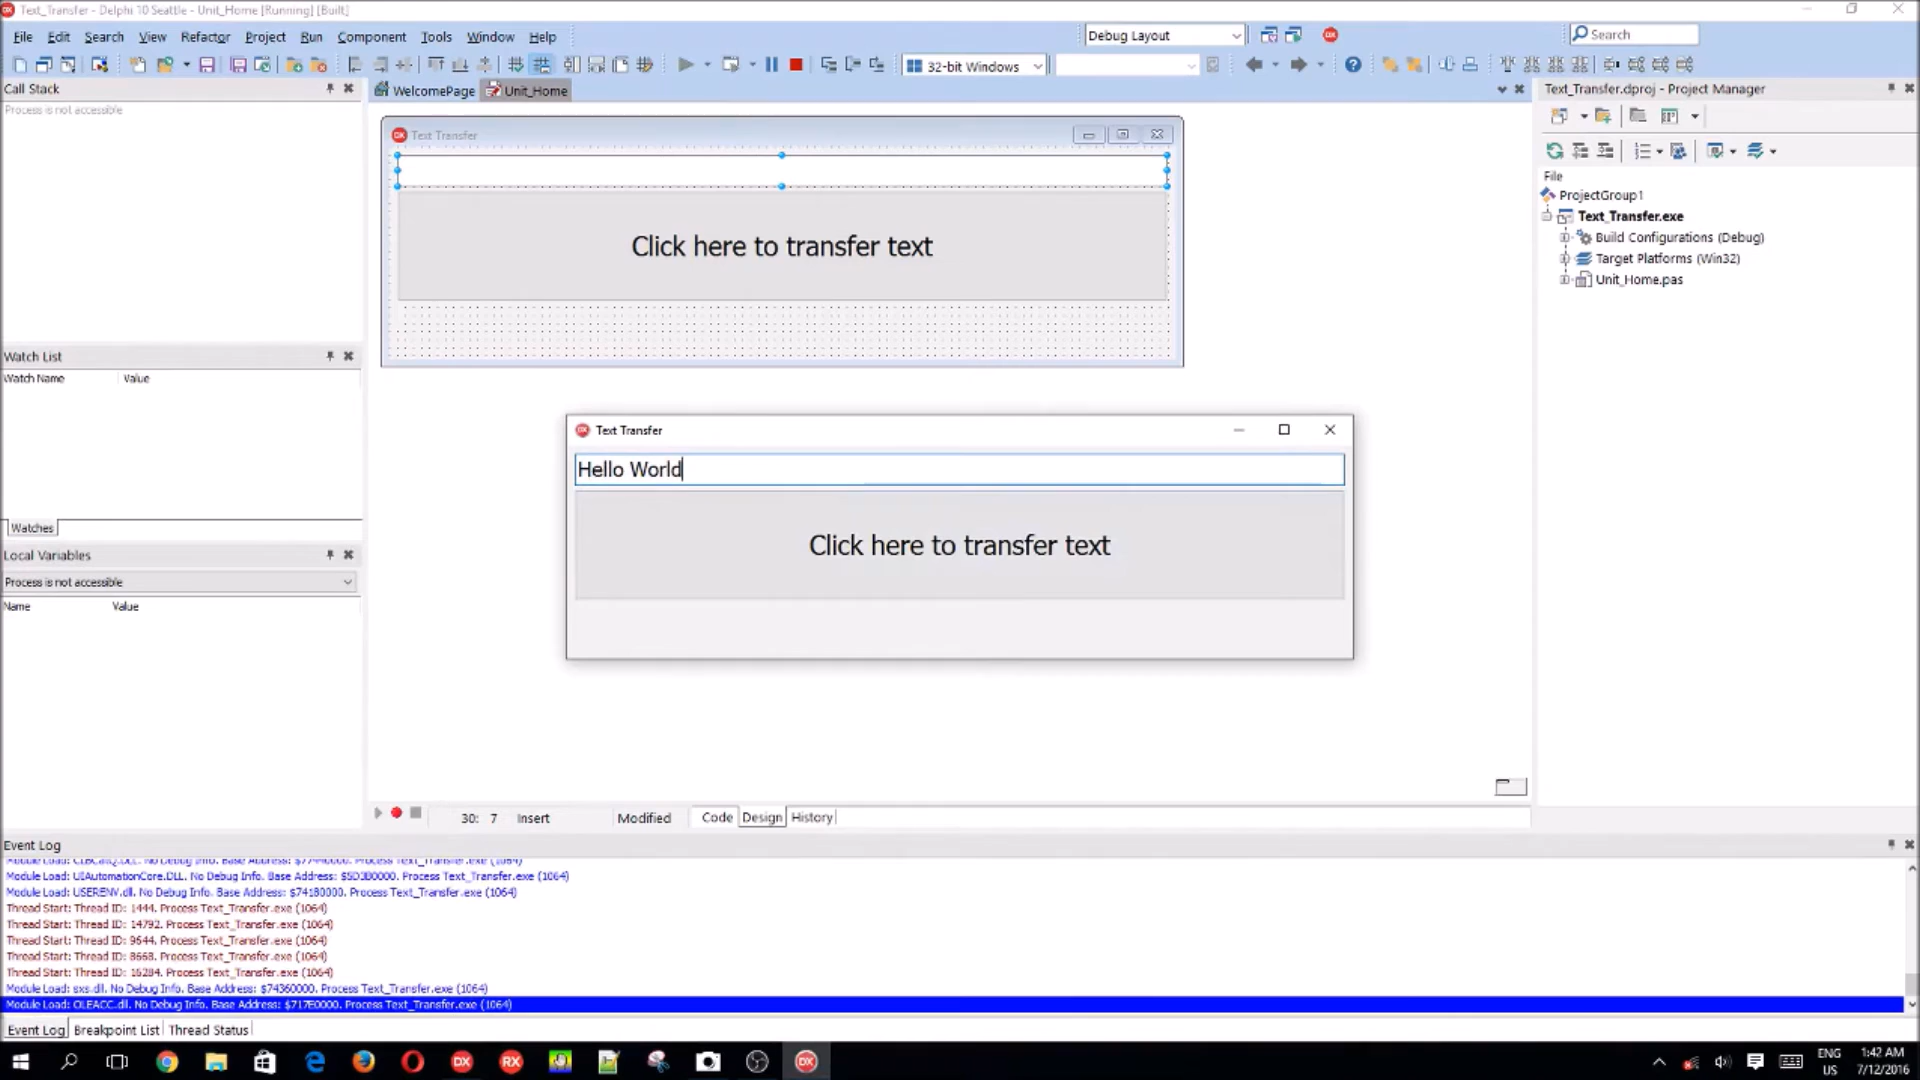 Text_Transfer - Delphi 10 Seattle - Unit_Home [Running] [Built]
File Edit Search View Refactor Project Run Component Tools Window Help
Debug Layout
Search
32-bit Windows
Call Stack
Process is not accessible
WelcomePage
Unit_Home
Text_Transfer.dproj - Project Manager
Text Transfer
Click here to transfer text
File
ProjectGroup1
Text_Transfer.exe
Build Configurations (Debug)
Target Platforms (Win32)
Unit_Home.pas
Watch List
Watch Name Value
Watches
Text Transfer
Hello World
Click here to transfer text
Local Variables
Process is not accessible
Name Value
30: 7 Insert Modified Code Design History
Event Log
Module Load: UIAutomationCore.DLL. No Debug Info. Base Address: $5D3B0000. Process Text_Transfer.exe (1064)
Module Load: USERENV.dll. No Debug Info. Base Address: $74180000. Process Text_Transfer.exe (1064)
Thread Start: Thread ID: 1444. Process Text_Transfer.exe (1064)
Thread Start: Thread ID: 14792. Process Text_Transfer.exe (1064)
Thread Start: Thread ID: 9644. Process Text_Transfer.exe (1064)
Thread Start: Thread ID: 8668. Process Text_Transfer.exe (1064)
Thread Start: Thread ID: 16284. Process Text_Transfer.exe (1064)
Module Load: sxs.dll. No Debug Info. Base Address: $74360000. Process Text_Transfer.exe (1064)
Module Load: OLEACC.dll. No Debug Info. Base Address: $717E0000. Process Text_Transfer.exe (1064)
Event Log Breakpoint List Thread Status
DX
RX
DX
ENG
US
1:42 AM
7/12/2016